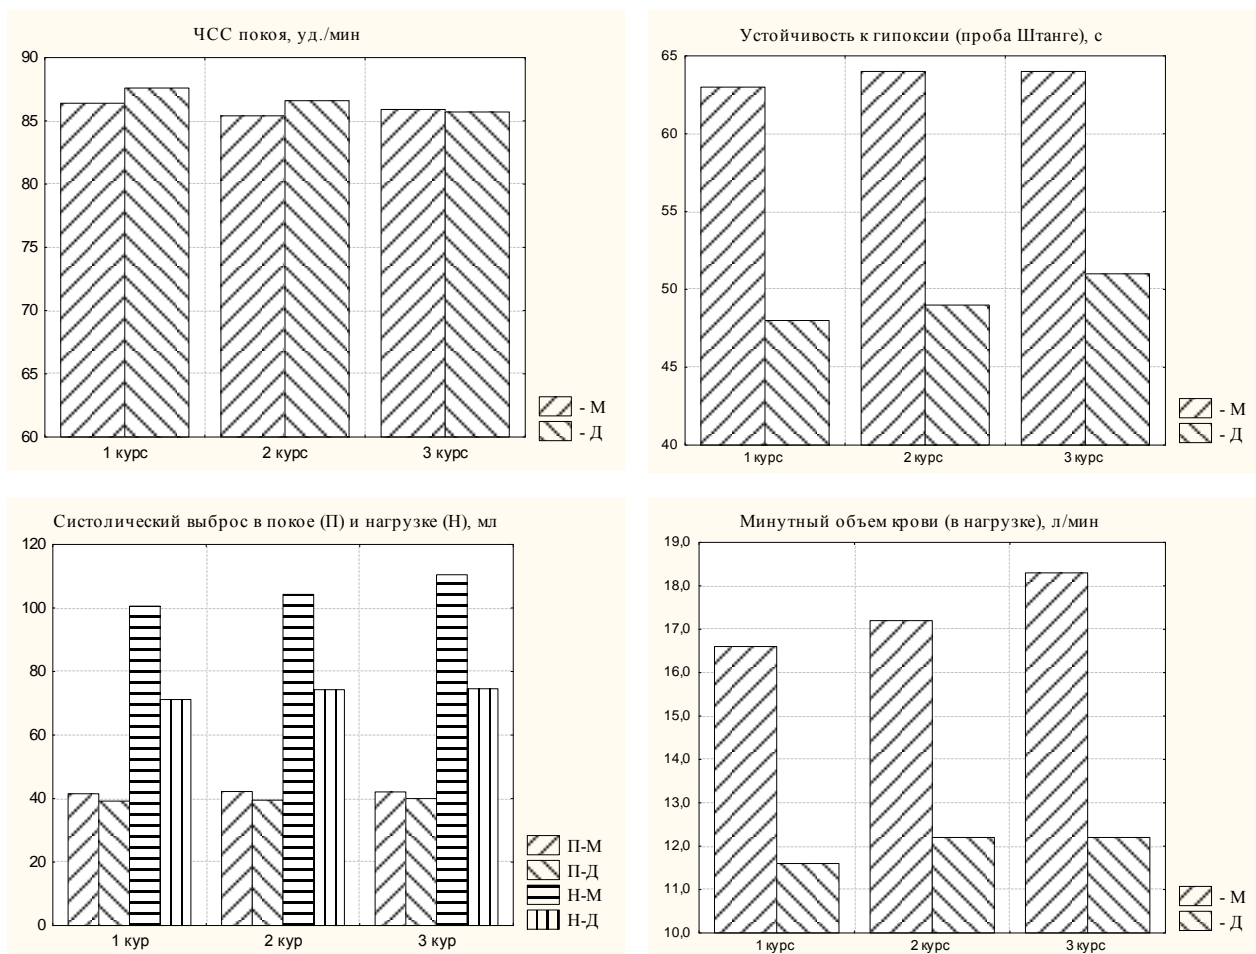 ЧСС покоя, уд./мин
90
85
80
75
70
65
60
1 курс 2 курс 3 курс
- М
- Д
Устойчивость к гипоксии (проба Штанге), с
65
60
55
50
45
40
1 курс 2 курс 3 курс
- М
- Д
Систолический выброс в покое (П) и нагрузке (Н), мл
120
100
80
60
40
20
0
1 кур 2 кур 3 кур
П-М
П-Д
Н-М
Н-Д
Минутный объем крови (в нагрузке), л/мин
19,0
18,0
17,0
16,0
15,0
14,0
13,0
12,0
11,0
10,0
1 курс 2 курс 3 курс
- М
- Д